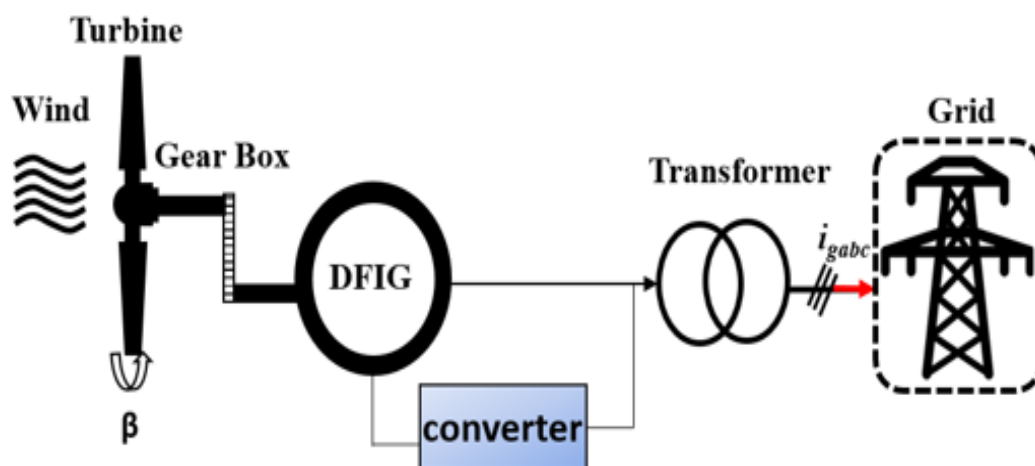 Turbine
Wind
Gear Box
Grid
Transformer
i_gabc
DFIG
converter
β